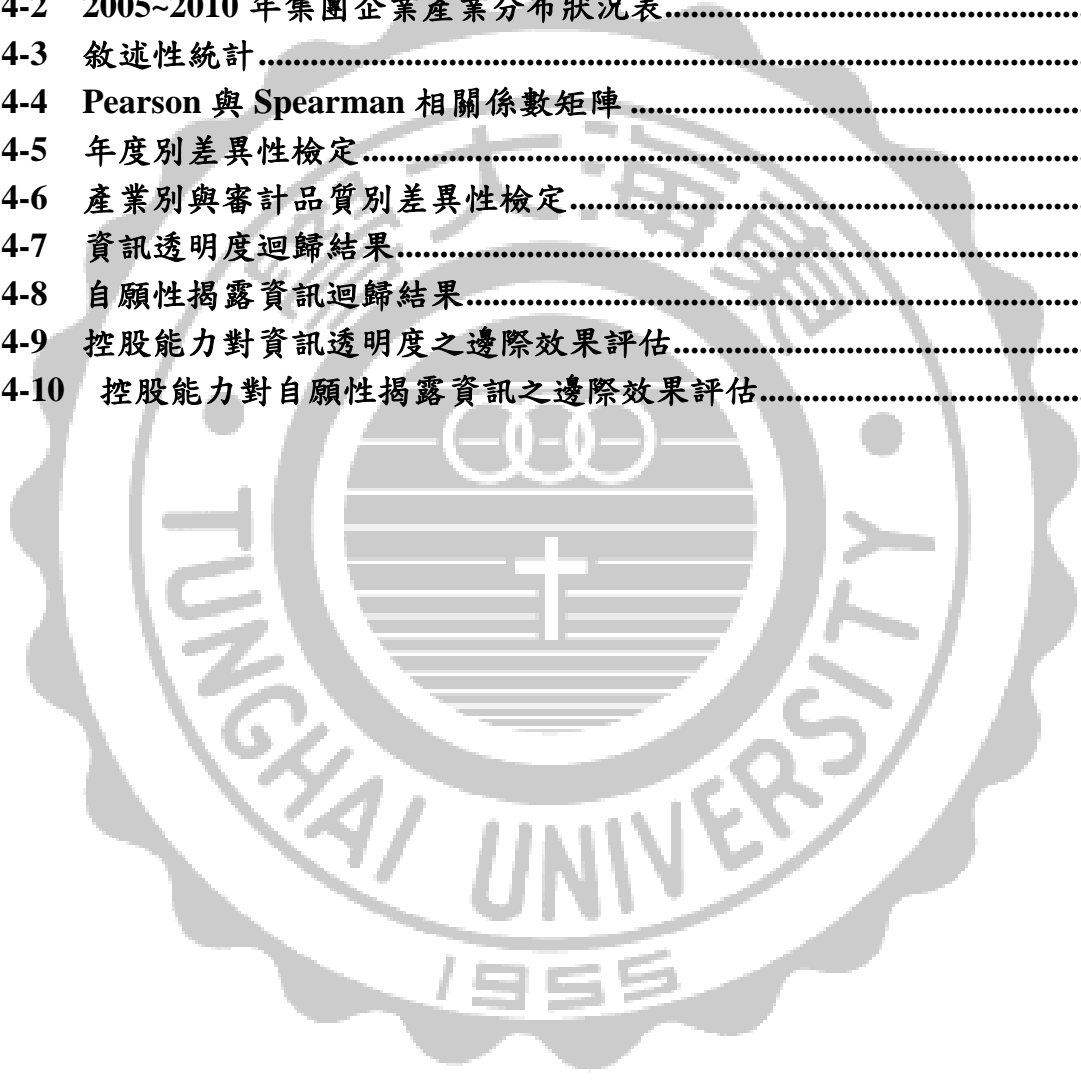 4-2 2005~2010 年集團企業產業分布狀況表................................................
4-3 敘述性統計................................................
4-4 Pearson 與 Spearman 相關係數矩陣................................................
4-5 年度別差異性檢定................................................
4-6 產業別與審計品質別差異性檢定................................................
4-7 資訊透明度迴歸結果................................................
4-8 自願性揭露資訊迴歸結果................................................
4-9 控股能力對資訊透明度之邊際效果評估................................................
4-10 控股能力對自願性揭露資訊之邊際效果評估................................................
學大海東
TUNGHAI UNIVERSITY
1955